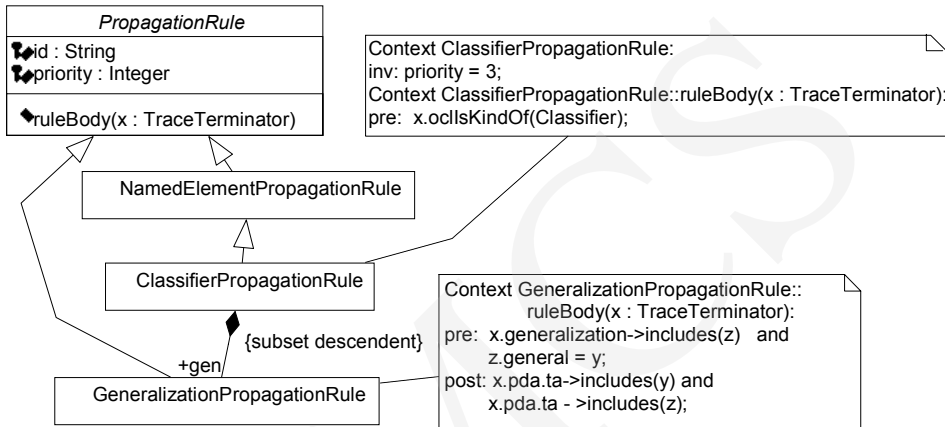 PropagationRule
id : String
priority : Integer
ruleBody(x : TraceTerminator)
Context ClassifierPropagationRule:
inv: priority = 3;
Context ClassifierPropagationRule::ruleBody(x : TraceTerminator):
pre: x.oclIsKindOf(Classifier);
NamedElementPropagationRule
ClassifierPropagationRule
{subset descendent}
+gen
GeneralizationPropagationRule
Context GeneralizationPropagationRule::
ruleBody(x : TraceTerminator):
pre: x.generalization->includes(z) and
z.general = y;
post: x.pda.ta->includes(y) and
x.pda.ta - >includes(z);